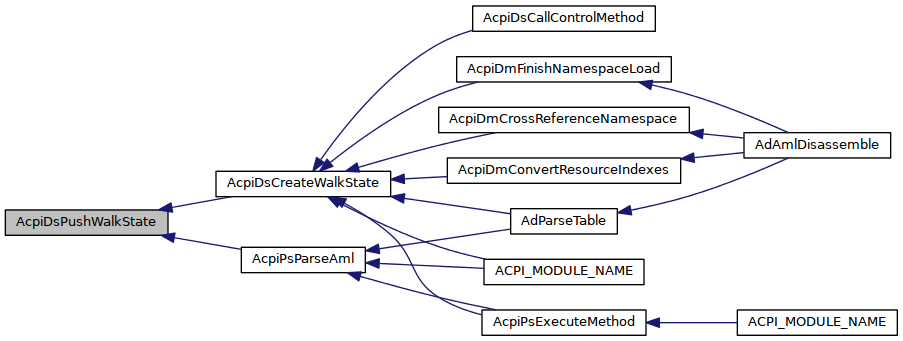 AcpiDsCallControlMethod
AcpiDmFinishNamespaceLoad
AcpiDmCrossReferenceNamespace
AdAmlDisassemble
AcpiDmConvertResourceIndexes
AcpiDsCreateWalkState
AcpiDsPushWalkState
AdParseTable
AcpiPsParseAml
ACPI_MODULE_NAME
AcpiPsExecuteMethod
ACPI_MODULE_NAME